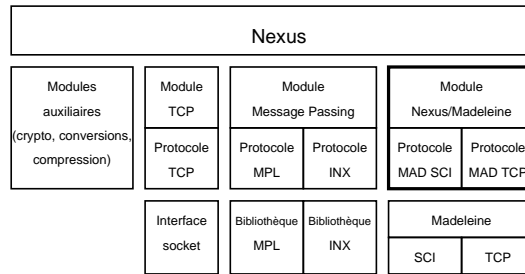 Nexus
Modules
auxiliaires
(crypto, conversions,
compression)
Module
TCP
Protocole
TCP
Module
Message Passing
Protocole
MPL
Protocole
INX
Module
Nexus/Madeleine
Protocole
MAD SCI
Protocole
MAD TCP
Interface
socket
Bibliothèque
MPL
Bibliothèque
INX
Madeleine
SCI
TCP